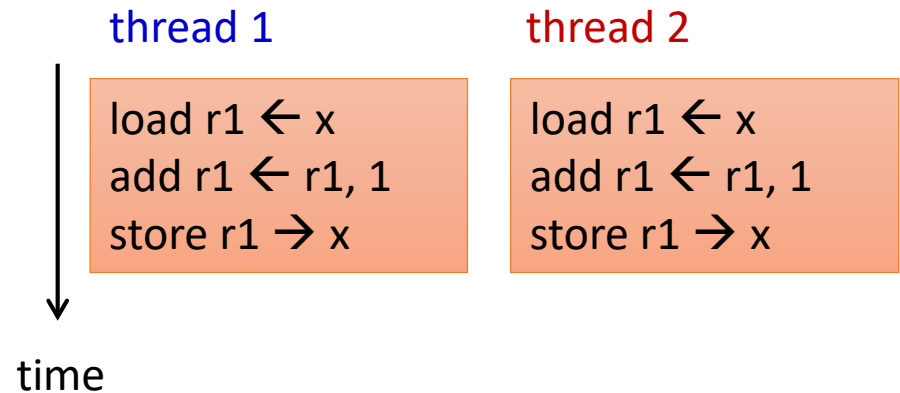 thread 1
thread 2
load r1 ← x
add r1 ← r1, 1
store r1 → x
load r1 ← x
add r1 ← r1, 1
store r1 → x
time